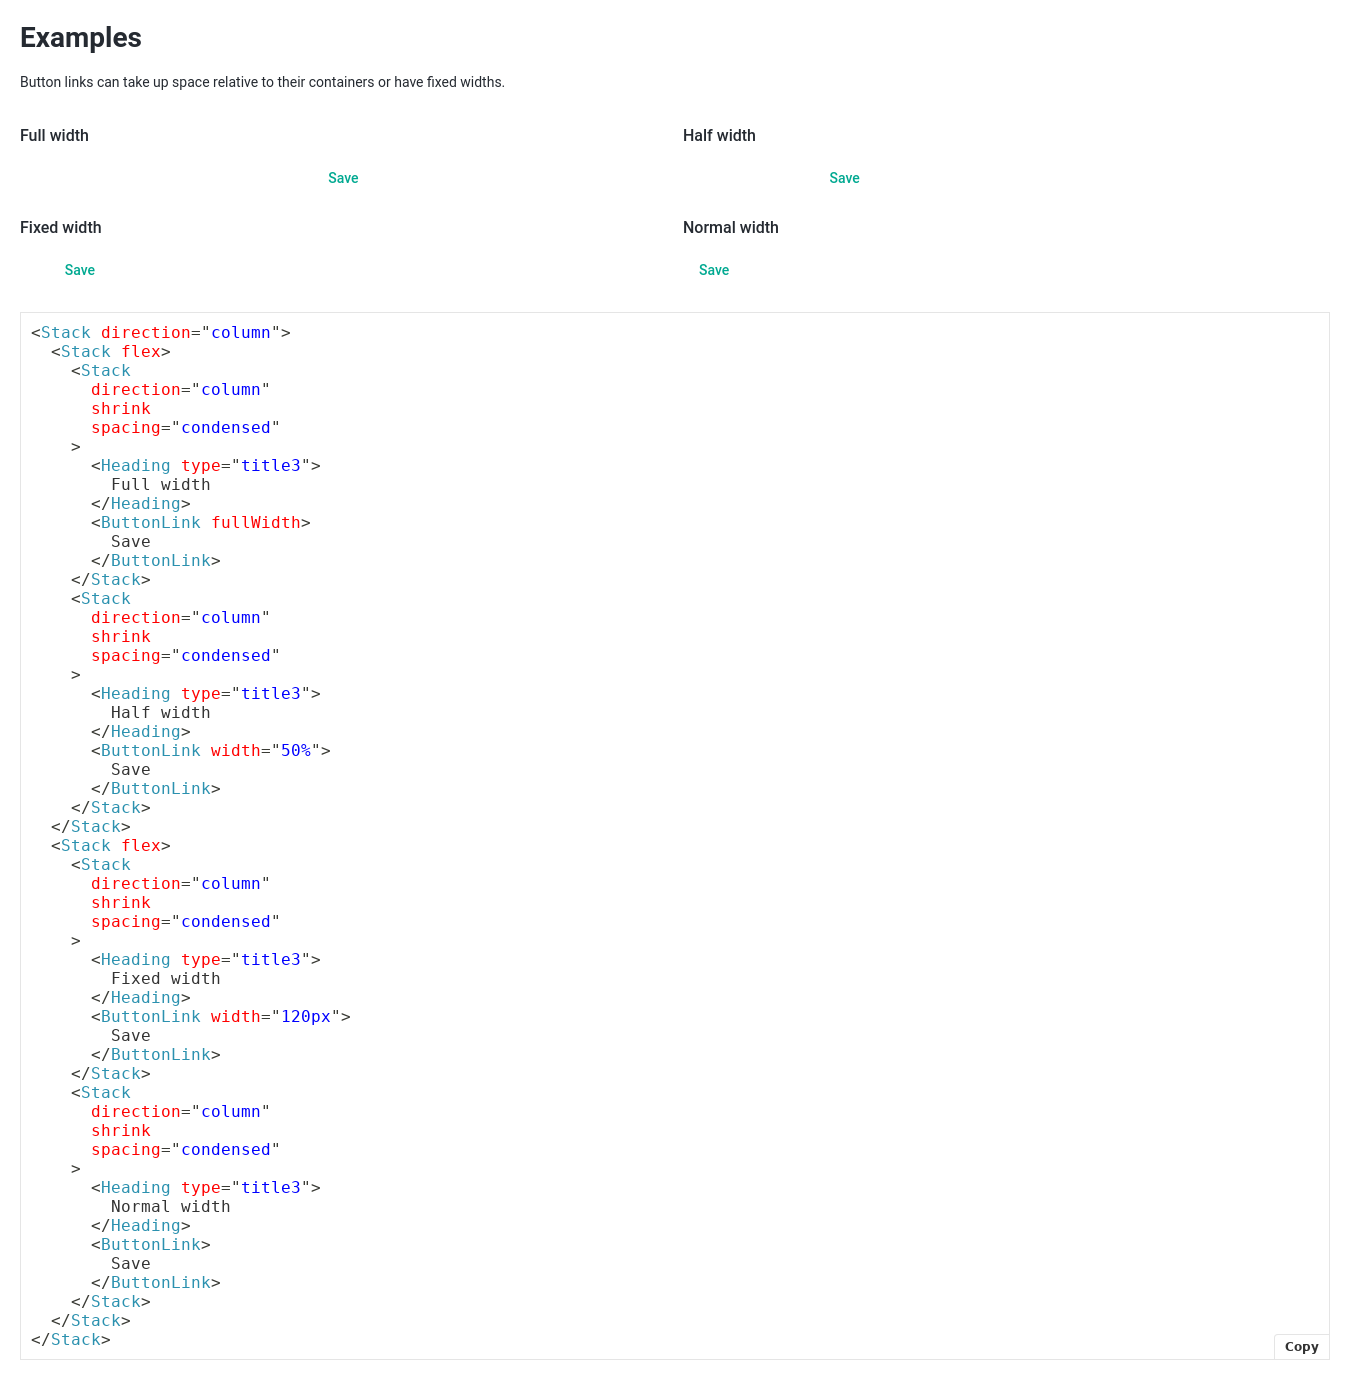 Examples
Button links can take up space relative to their containers or have fixed widths.
Full width
Half width
Save
Save
Fixed width
Normal width
Save
Save
<Stack direction="column">
  <Stack flex>
    <Stack
      direction="column"
      shrink
      spacing="condensed"
    >
      <Heading type="title3">
        Full width
      </Heading>
      <ButtonLink fullWidth>
        Save
      </ButtonLink>
    </Stack>
    <Stack
      direction="column"
      shrink
      spacing="condensed"
    >
      <Heading type="title3">
        Half width
      </Heading>
      <ButtonLink width="50%">
        Save
      </ButtonLink>
    </Stack>
  </Stack>
  <Stack flex>
    <Stack
      direction="column"
      shrink
      spacing="condensed"
    >
      <Heading type="title3">
        Fixed width
      </Heading>
      <ButtonLink width="120px">
        Save
      </ButtonLink>
    </Stack>
    <Stack
      direction="column"
      shrink
      spacing="condensed"
    >
      <Heading type="title3">
        Normal width
      </Heading>
      <ButtonLink>
        Save
      </ButtonLink>
    </Stack>
  </Stack>
</Stack>
Copy